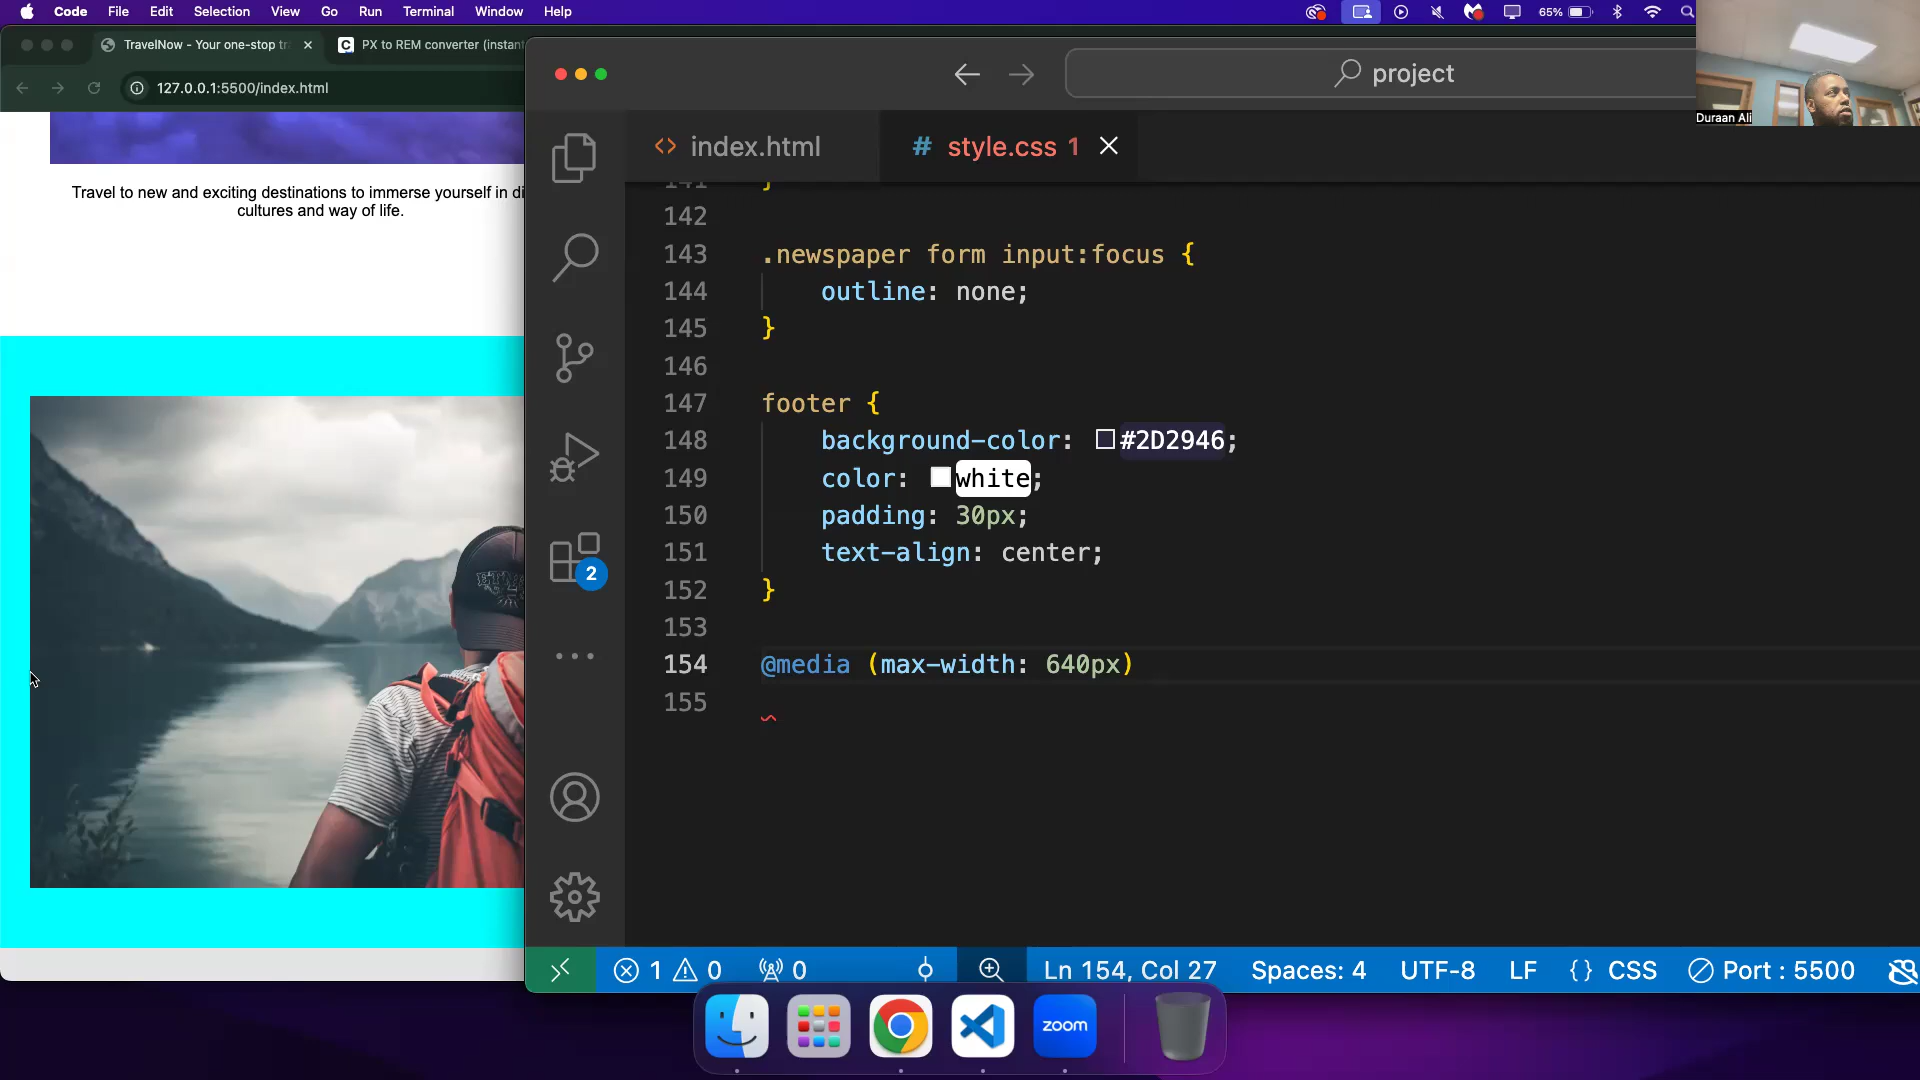 Code File Edit Selection View Go Run Terminal Window Help
65%
TravelNow - Your one-stop tr
PX to REM converter (instant
127.0.0.1:5500/index.html
Travel to new and exciting destinations to immerse yourself in di
cultures and way of life.
project
Duraan Ali
index.html
# style.css 1
141 }
142
143 .newspaper form input:focus {
144 outline: none;
145 }
146
147 footer {
148 background-color: #2D2946;
149 color: white;
150 padding: 30px;
151 text-align: center;
152 }
153
154 @media (max-width: 640px)
155
2
1 0 0
Ln 154, Col 27 Spaces: 4 UTF-8 LF {} CSS Port : 5500
zoom